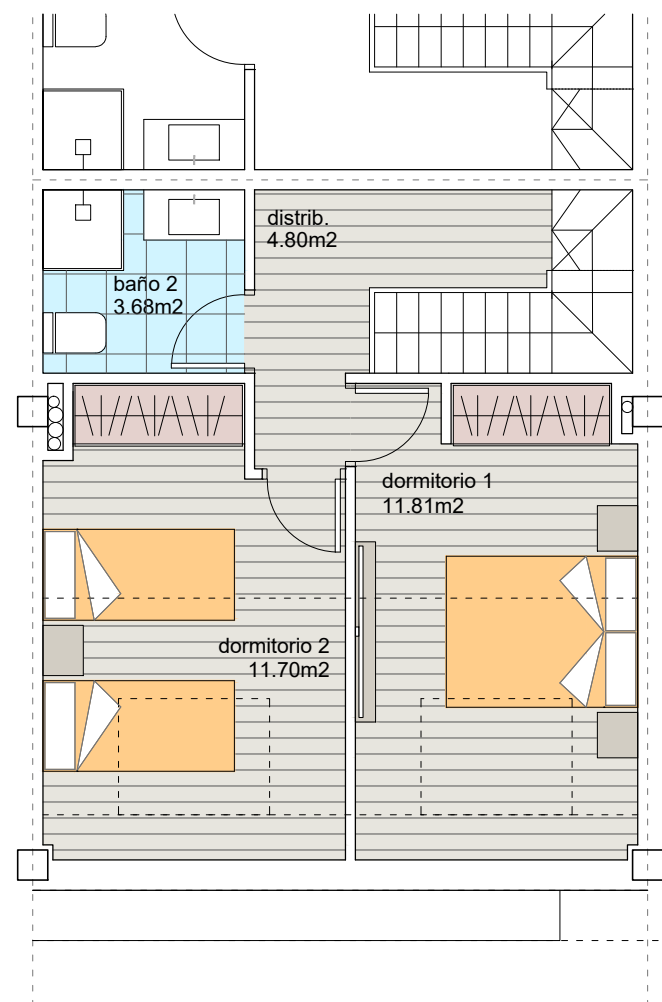 distrib.
4.80m2
baño 2
3.68m2
dormitorio 1
11.81m2
dormitorio 2
11.70m2